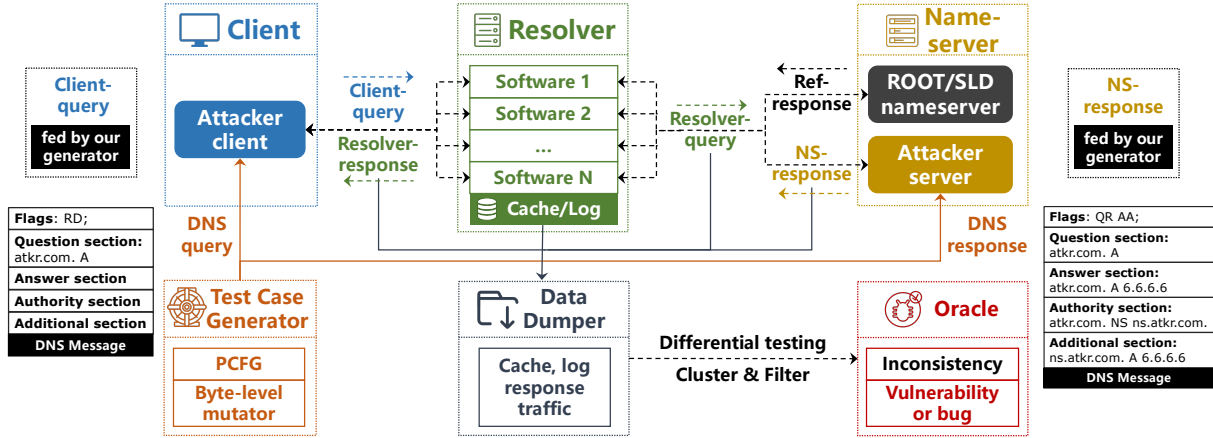 Client
Resolver
Name-
server
Client-
query
fed by our
generator
Attacker
client
Client-
query
Resolver-
response
Software 1
Software 2
...
Software N
Cache/Log
Resolver-
query
Ref-
response
NS-
response
ROOT/SLD
nameserver
Attacker
server
NS-
response
fed by our
generator
DNS
query
DNS
response
Flags: RD;
Question section:
atkr.com. A
Answer section
Authority section
Additional section
DNS Message
Test Case
Generator
PCFG
Byte-level
mutator
Data
Dumper
Cache, log
response
traffic
Differential testing
Cluster & Filter
Oracle
Inconsistency
Vulnerability
or bug
Flags: QR AA;
Question section:
atkr.com. A
Answer section:
atkr.com. A 6.6.6.6
Authority section:
atkr.com. NS ns.atkr.com.
Additional section:
ns.atkr.com. A 6.6.6.6
DNS Message